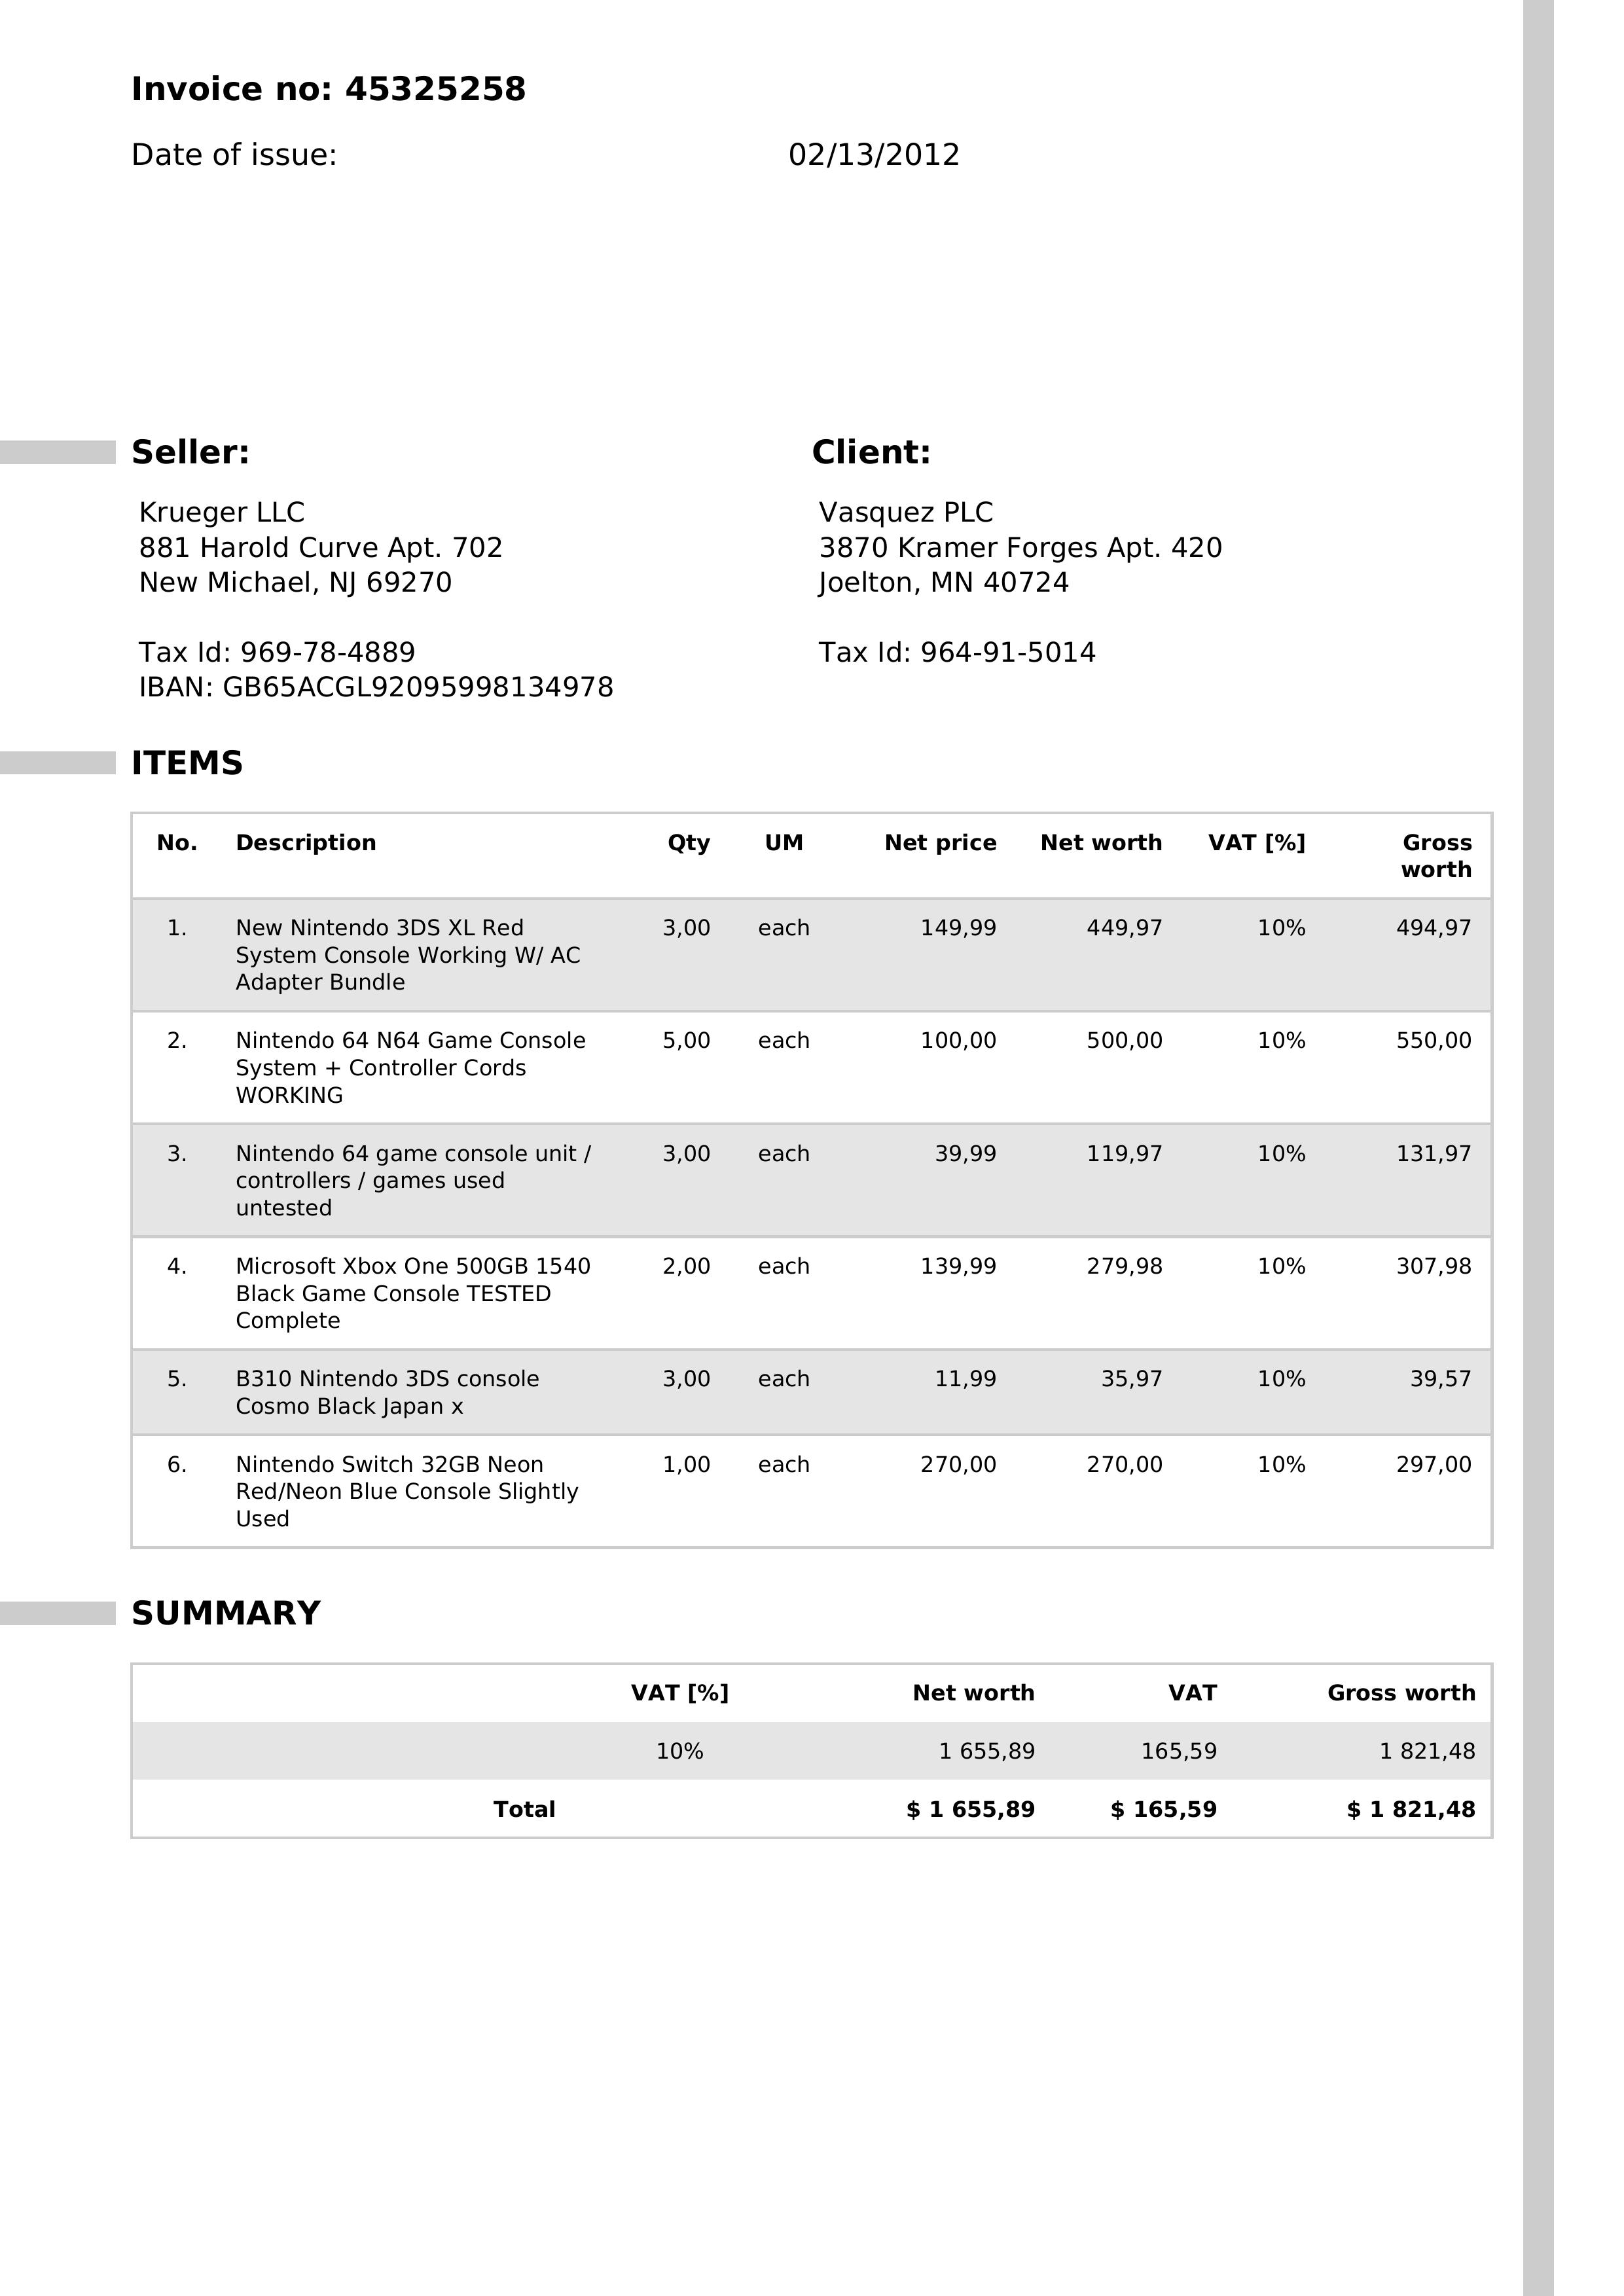 Invoice no: 45325258
Date of issue: 02/13/2012
Seller:
Krueger LLC
881 Harold Curve Apt. 702
New Michael, NJ 69270
Tax Id: 969-78-4889
IBAN: GB65ACGL92095998134978
Client:
Vasquez PLC
3870 Kramer Forges Apt. 420
Joelton, MN 40724
Tax Id: 964-91-5014
ITEMS
No. Description Qty UM Net price Net worth VAT [%] Gross
worth
1. New Nintendo 3DS XL Red 3,00 each 149,99 449,97 10% 494,97
System Console Working W/ AC
Adapter Bundle
2. Nintendo 64 N64 Game Console 5,00 each 100,00 500,00 10% 550,00
System + Controller Cords
WORKING
3. Nintendo 64 game console unit / 3,00 each 39,99 119,97 10% 131,97
controllers / games used
untested
4. Microsoft Xbox One 500GB 1540 2,00 each 139,99 279,98 10% 307,98
Black Game Console TESTED
Complete
5. B310 Nintendo 3DS console 3,00 each 11,99 35,97 10% 39,57
Cosmo Black Japan x
6. Nintendo Switch 32GB Neon 1,00 each 270,00 270,00 10% 297,00
Red/Neon Blue Console Slightly
Used
SUMMARY
VAT [%] Net worth VAT Gross worth
10% 1 655,89 165,59 1 821,48
Total $ 1 655,89 $ 165,59 $ 1 821,48